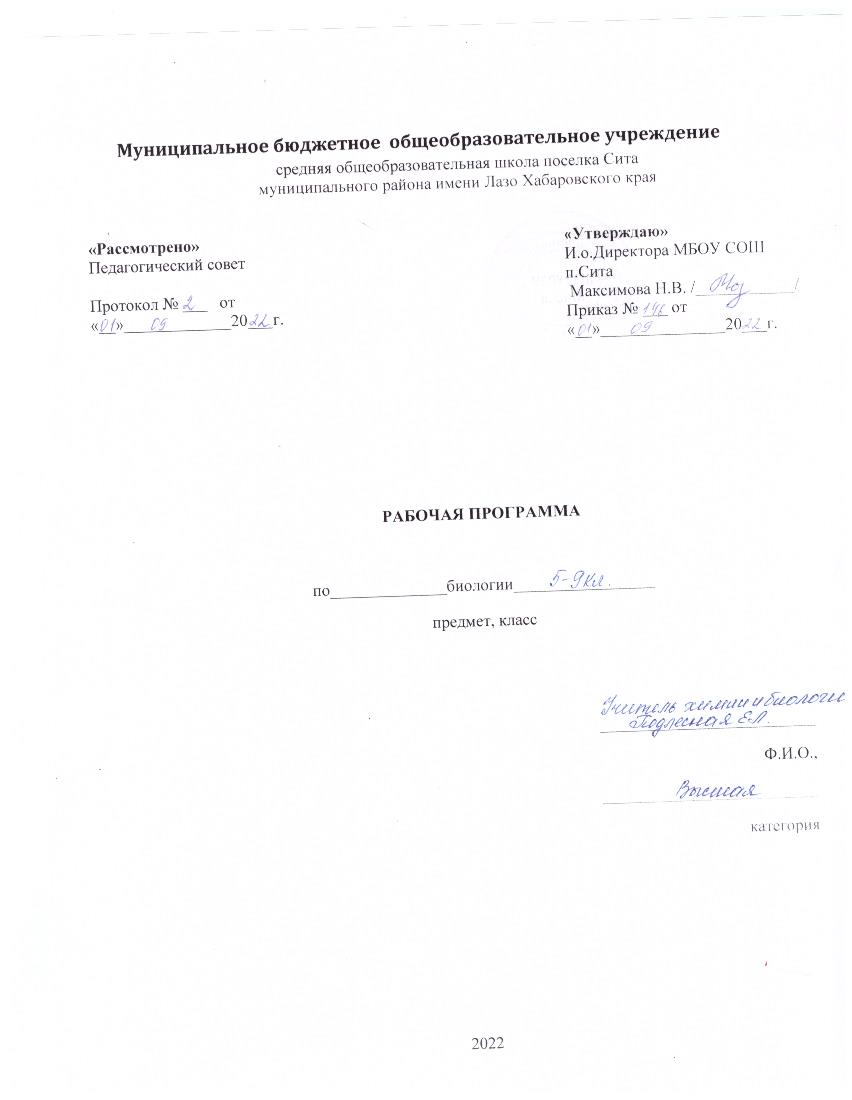 Муниципальное бюджетное общеобразовательное учреждение
средняя общеобразовательная школа поселка Сита
муниципального района имени Лазо Хабаровского края
«Рассмотрено»
Педагогический совет
Протокол № 2 от
«01» 09 2022 г.
«Утверждаю»
И.о.Директора МБОУ СОШ
п.Сита
Максимова Н.В. / /
Приказ № от
«01» 09 2022 г.
РАБОЧАЯ ПРОГРАММА
по биологии 5-9кл.
предмет, класс
Учитель химии и биологии
Подлесная Е.Л.
Ф.И.О.,
Высшая
категория
2022